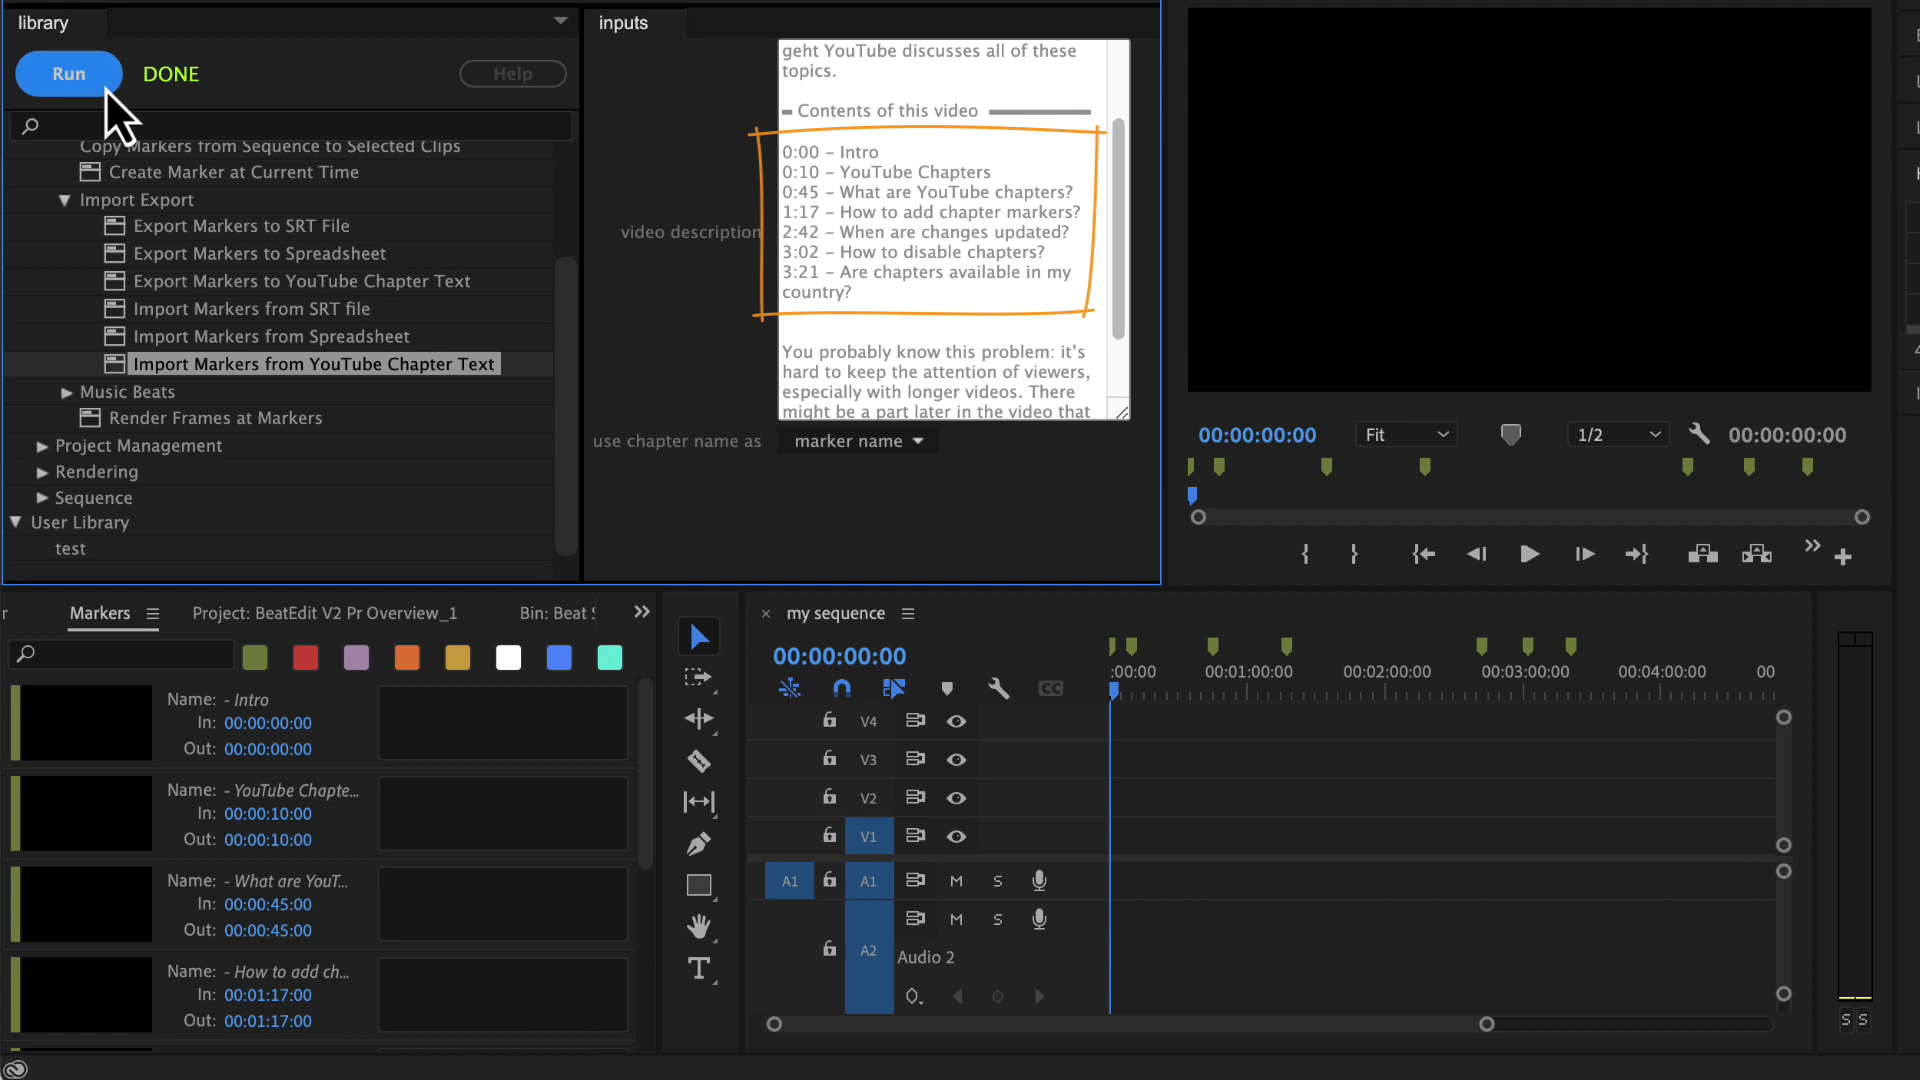 library
inputs
Run
DONE
Help
Copy Markers from Sequence to Selected Clips
Create Marker at Current Time
Import Export
Export Markers to SRT File
Export Markers to Spreadsheet
Export Markers to YouTube Chapter Text
Import Markers from SRT file
Import Markers from Spreadsheet
Import Markers from YouTube Chapter Text
Music Beats
Render Frames at Markers
Project Management
Rendering
Sequence
User Library
test
video description
geht YouTube discusses all of these
topics.
Contents of this video
0:00 – Intro
0:10 – YouTube Chapters
0:45 – What are YouTube chapters?
1:17 – How to add chapter markers?
2:42 – When are changes updated?
3:02 – How to disable chapters?
3:21 – Are chapters available in my
country?
You probably know this problem: it's
hard to keep the attention of viewers,
especially with longer videos. There
might be a part later in the video that
use chapter name as
marker name
00:00:00:00
Fit
1/2
00:00:00:00
r
Markers
Project: BeatEdit V2 Pr Overview_1
Bin: Beat
Name: - Intro
In: 00:00:00:00
Out: 00:00:00:00
Name: - YouTube Chapte...
In: 00:00:10:00
Out: 00:00:10:00
Name: - What are YouT...
In: 00:00:45:00
Out: 00:00:45:00
Name: - How to add ch...
In: 00:01:17:00
Out: 00:01:17:00
× my sequence
00:00:00:00
:00:00
00:01:00:00
00:02:00:00
00:03:00:00
00:04:00:00
00
CC
V4
V3
V2
V1
A1
A1
M
S
M
S
A2
Audio 2
T
S
S